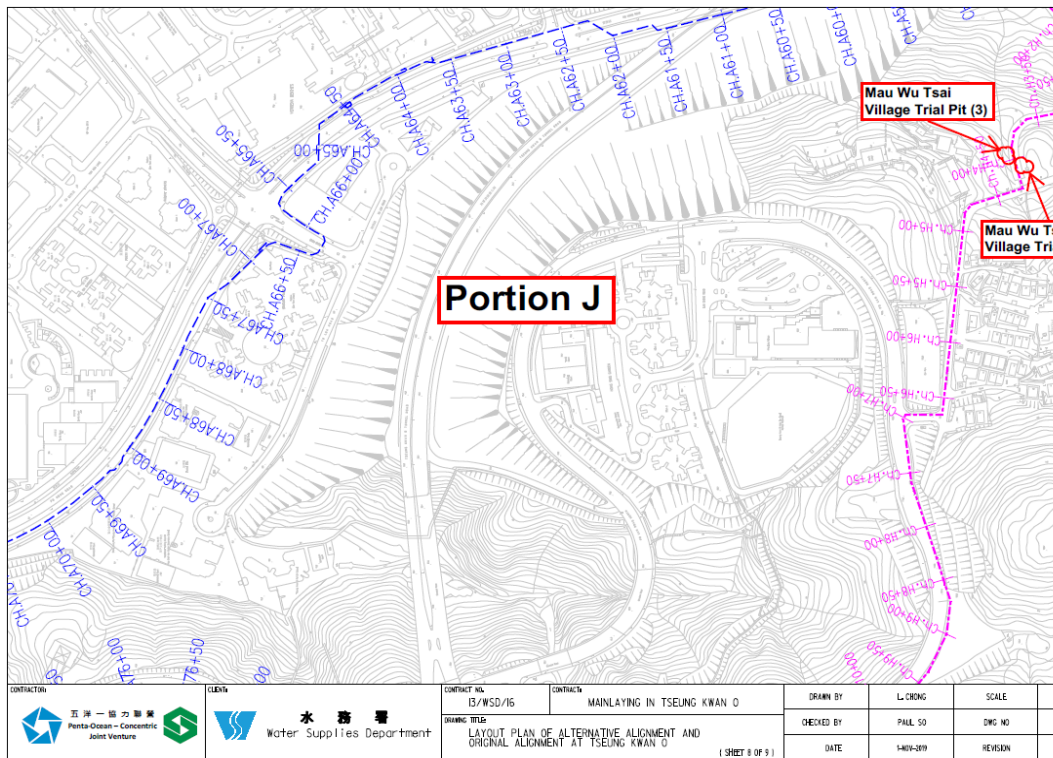 CH.A65+50
CH.A65+00
CH.A64+50
CH.A64+00
CH.A63+50
CH.A63+00
CH.A62+50
CH.A62+00
CH.A61+50
CH.A61+00
CH.A60+50
CH.A60+00
Mau Wu Tsai
Village Trial Pit (3)
CH.A66+00
CH.A67+00
CH.A66+50
CH.A67+50
CH.A68+00
CH.A68+50
CH.A69+00
CH.A69+50
CH.A70+00
Portion J
Ch.H4+00
Ch.H5+00
Ch.H5+50
Ch.H6+00
Ch.H6+50
Ch.H7+00
Ch.H7+50
Ch.H8+00
Ch.H8+50
Ch.H9+00
Ch.H9+50
CONTRACTOR:
五洋一協力聯營
Penta-Ocean – Concentric
Joint Venture
CLIENT:
水務署
Water Supplies Department
CONTRACT NO.
13/WSD/16
CONTRACT:
MAINLAYING IN TSEUNG KWAN O
DRAWING TITLE:
LAYOUT PLAN OF ALTERNATIVE ALIGNMENT AND
ORIGINAL ALIGNMENT AT TSEUNG KWAN O
( SHEET 8 OF 9 )
DRAWN BY
L. CHONG
SCALE
CHECKED BY
PAUL SO
DWG NO
DATE
1-NOV-2019
REVISION